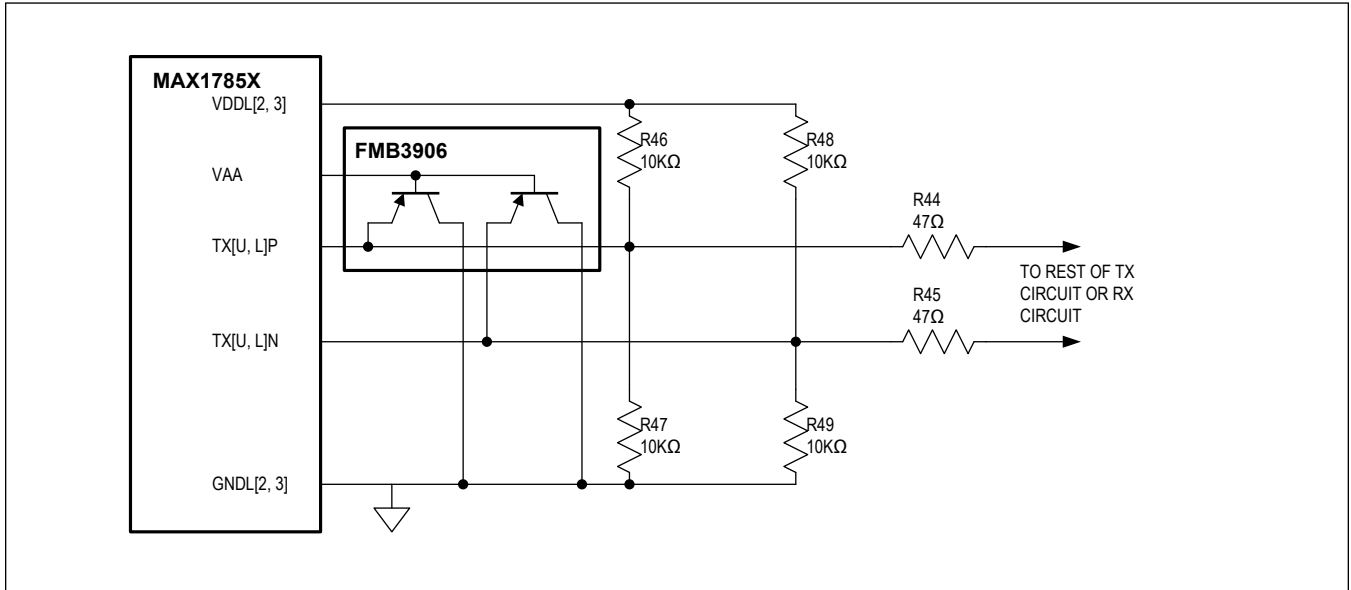 MAX1785X
VDDL[2, 3]
FMB3906
R46
10KΩ
R48
10KΩ
VAA
R44
47Ω
TX[U, L]P
TO REST OF TX
CIRCUIT OR RX
CIRCUIT
R45
47Ω
TX[U, L]N
R47
10KΩ
R49
10KΩ
GNDL[2, 3]